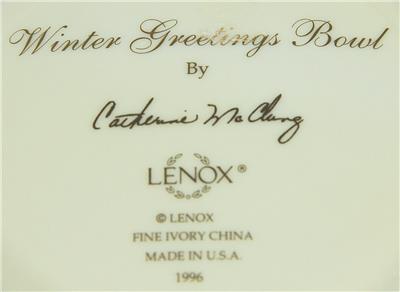 Winter Greetings Bowl
By
Catherine McClung
LENOX®
© LENOX
FINE IVORY CHINA
MADE IN U.S.A.
1996